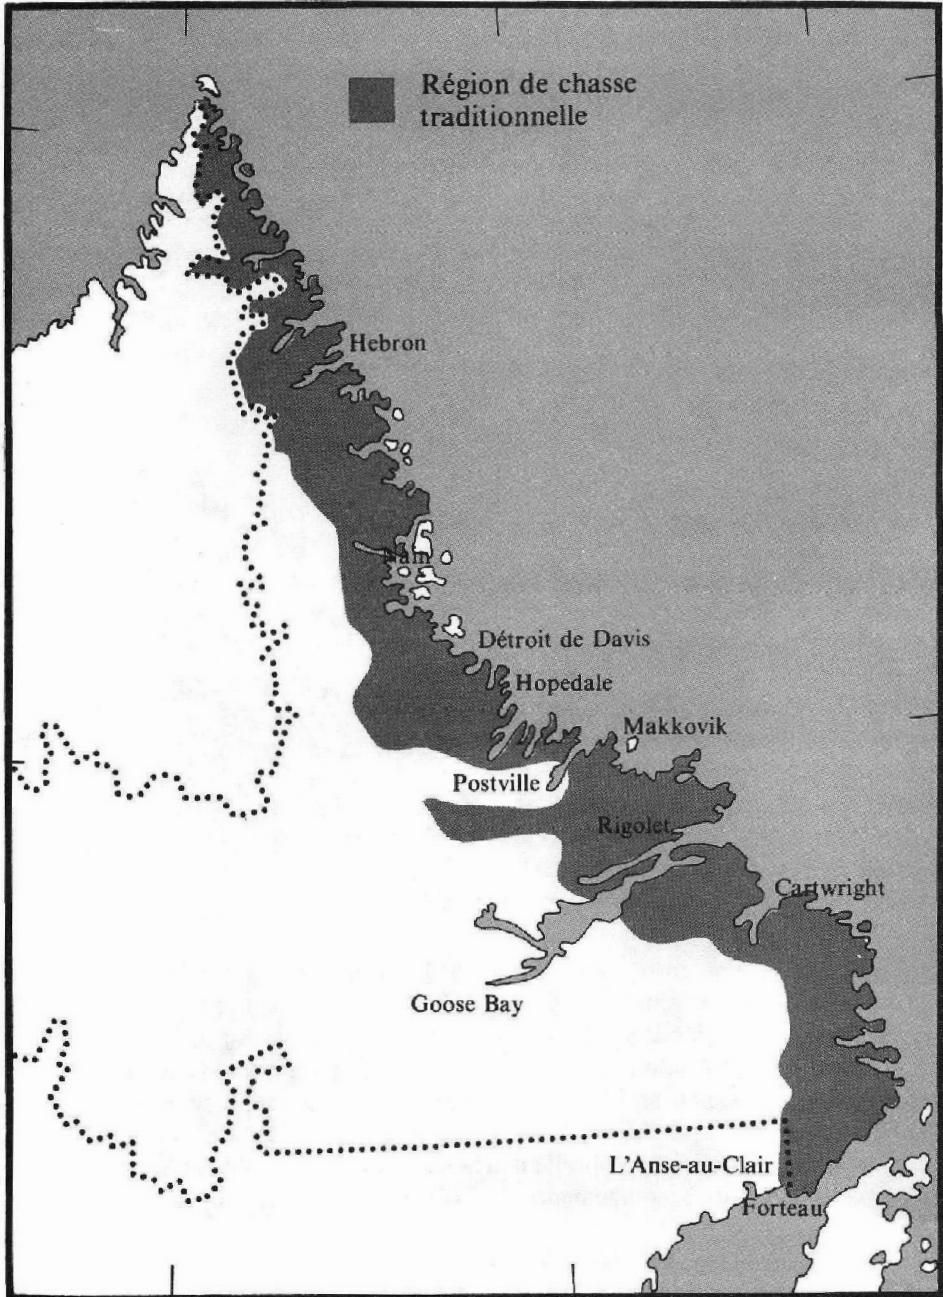 Région de chasse
traditionnelle
Hebron
Nain
Détroit de Davis
Hopedale
Makkovik
Postville
Rigolet
Cartwright
Goose Bay
L'Anse-au-Clair
Forteau